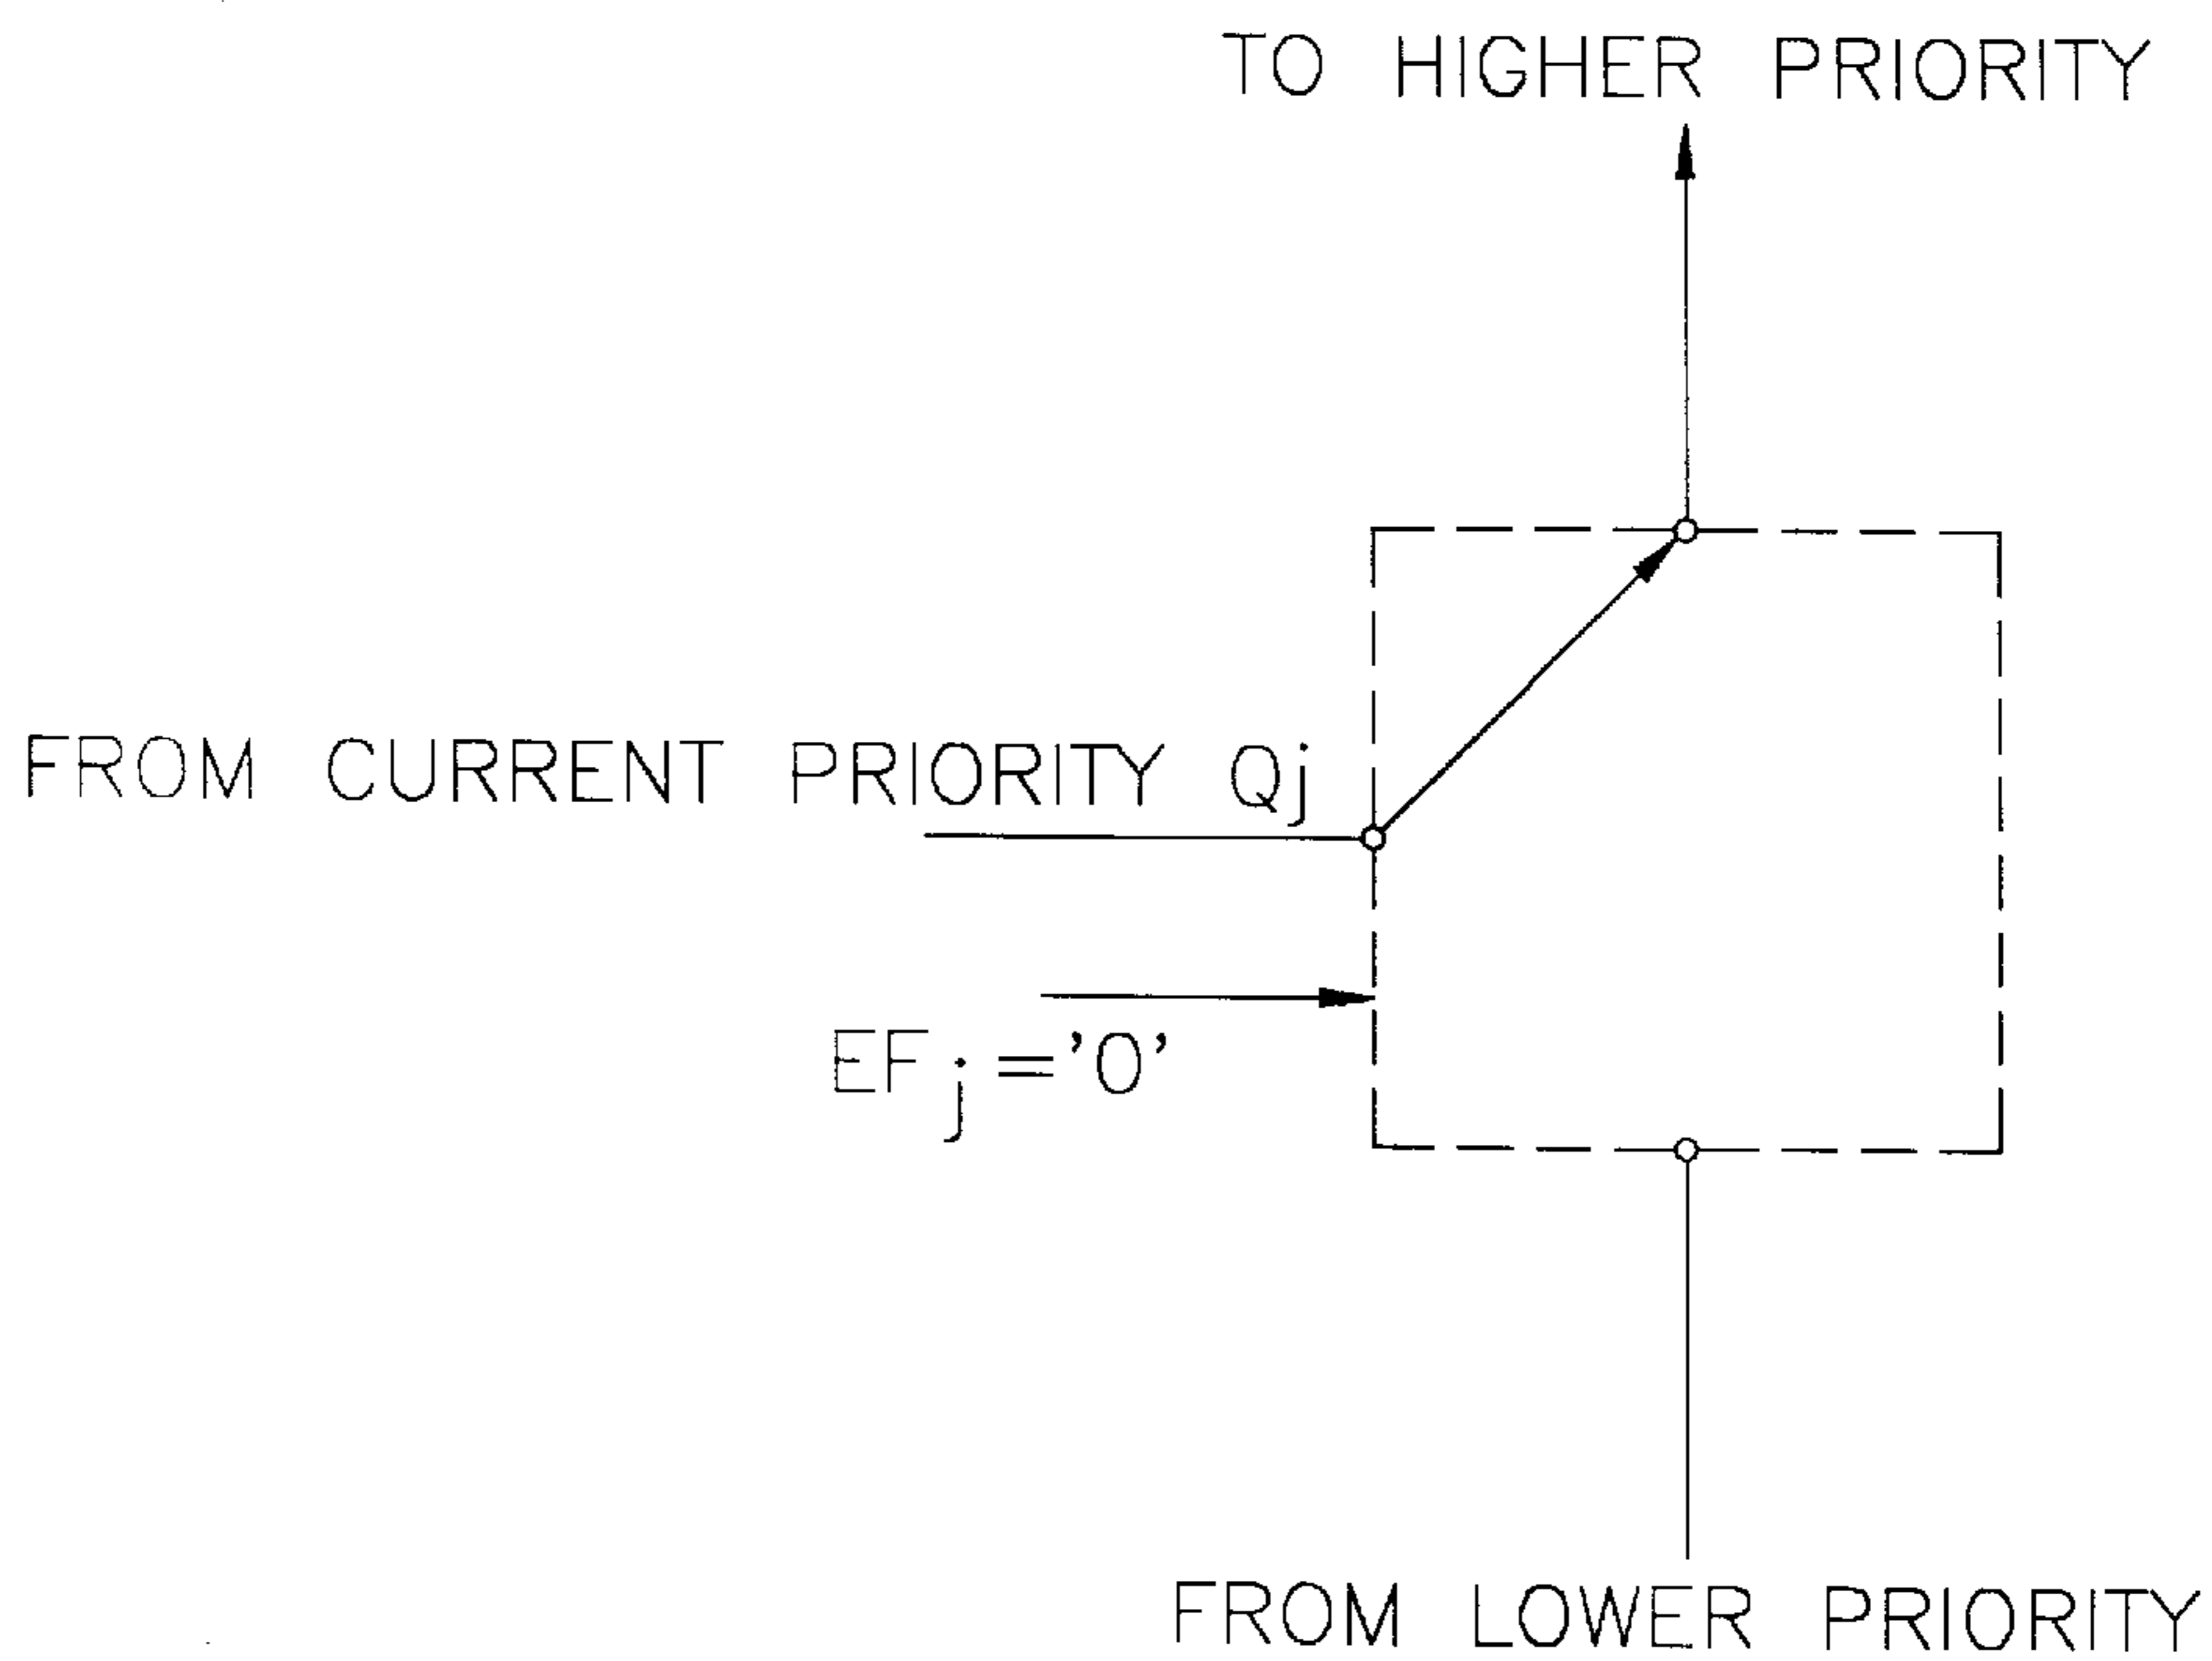 TO HIGHER PRIORITY
FROM CURRENT PRIORITY Qj
EFj='0'
FROM LOWER PRIORITY